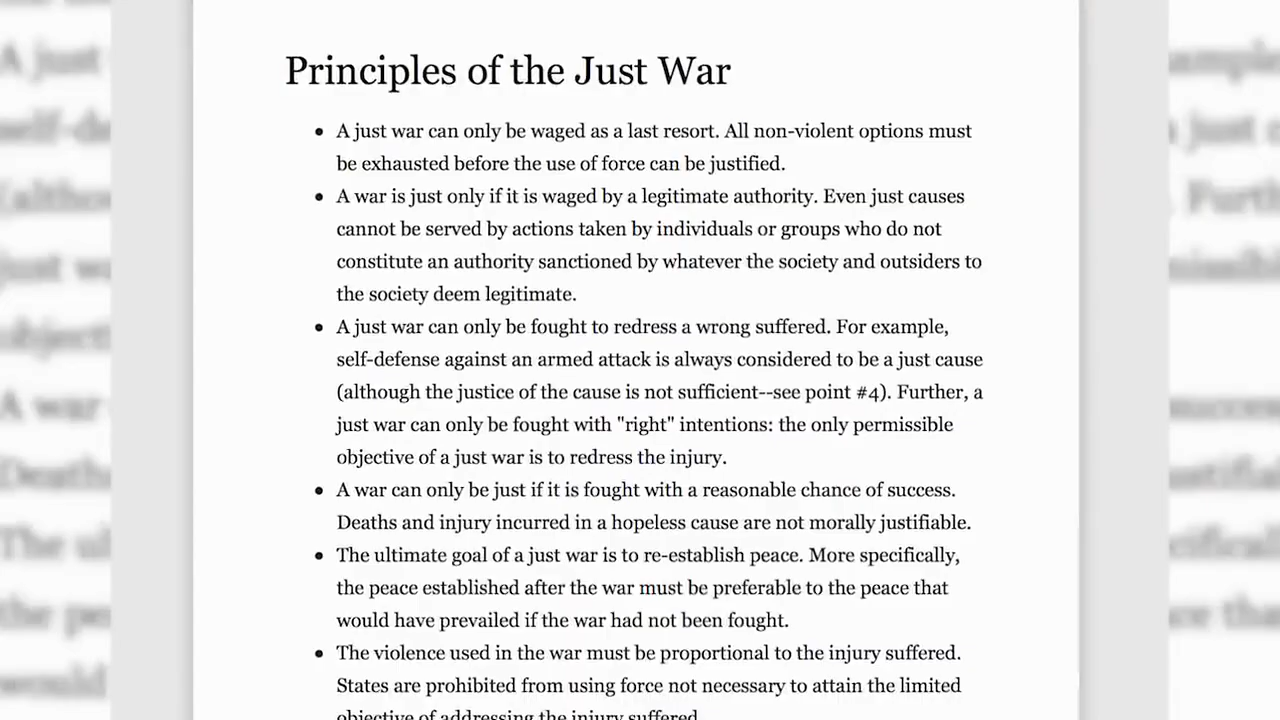 Principles of the Just War
• A just war can only be waged as a last resort. All non-violent options must
be exhausted before the use of force can be justified.
• A war is just only if it is waged by a legitimate authority. Even just causes
cannot be served by actions taken by individuals or groups who do not
constitute an authority sanctioned by whatever the society and outsiders to
the society deem legitimate.
• A just war can only be fought to redress a wrong suffered. For example,
self-defense against an armed attack is always considered to be a just cause
(although the justice of the cause is not sufficient--see point #4). Further, a
just war can only be fought with "right" intentions: the only permissible
objective of a just war is to redress the injury.
• A war can only be just if it is fought with a reasonable chance of success.
Deaths and injury incurred in a hopeless cause are not morally justifiable.
• The ultimate goal of a just war is to re-establish peace. More specifically,
the peace established after the war must be preferable to the peace that
would have prevailed if the war had not been fought.
• The violence used in the war must be proportional to the injury suffered.
States are prohibited from using force not necessary to attain the limited
objective of addressing the injury suffered.